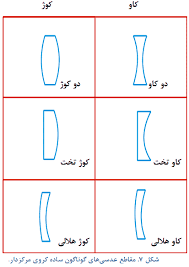 کاو کوژ
دو کاو دو کوژ
کاو تخت کوژ تخت
کاو هلالی کوژ هلالی
شکل ۷. مقاطع عدسی‌های گوناگون ساده کروی مرکزدار